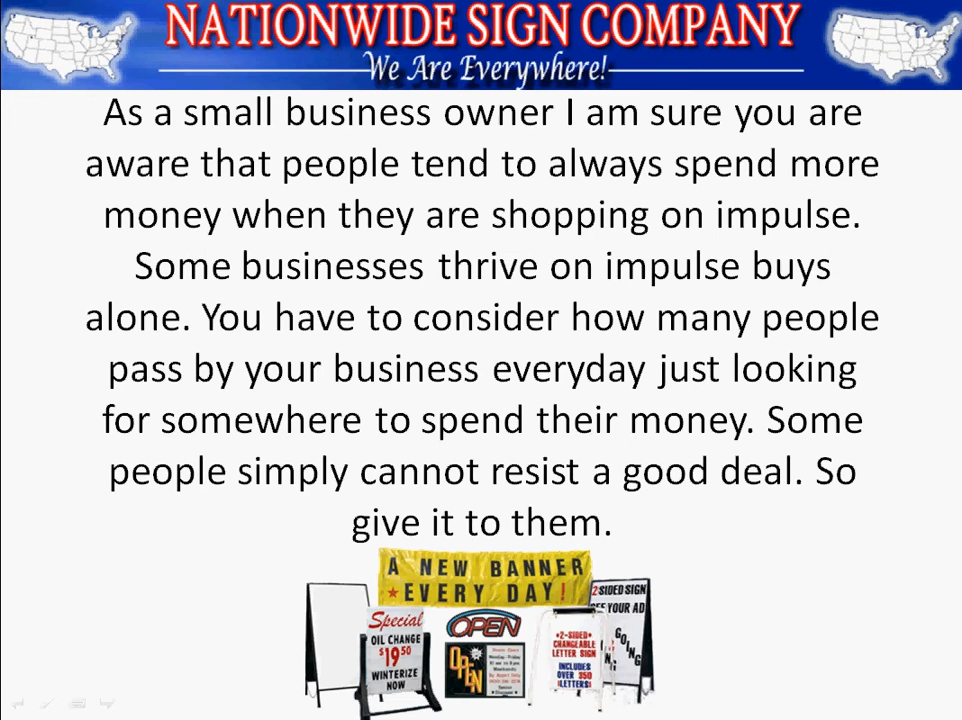 NATIONWIDE SIGN COMPANY
We Are Everywhere!
As a small business owner I am sure you are
aware that people tend to always spend more
money when they are shopping on impulse.
Some businesses thrive on impulse buys
alone. You have to consider how many people
pass by your business everyday just looking
for somewhere to spend their money. Some
people simply cannot resist a good deal. So
give it to them.
A NEW BANNER
EVERY DAY!
Special
OIL CHANGE
$19.50
WINTERIZE
NOW
OPEN
OPEN
•2-SIDED•
CHANGEABLE
LETTER SIGN
INCLUDES
OVER 350
LETTERS!
2 SIDED SIGN
YOUR AD